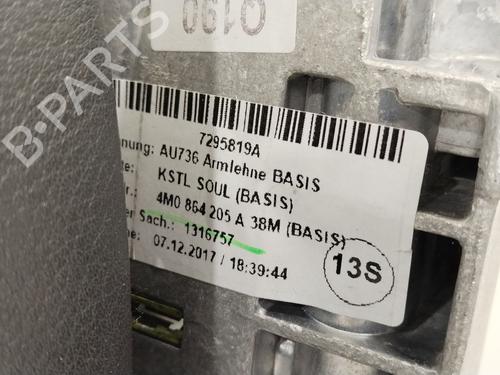 0190
7295819A
nung: AU736 Armlehne BASIS
te: KSTL SOUL (BASIS)
r.: 4M0 864 205 A 38M (BASIS)
er Sach.: 1316757
ne: 07.12.2017 / 18:39:44
13S